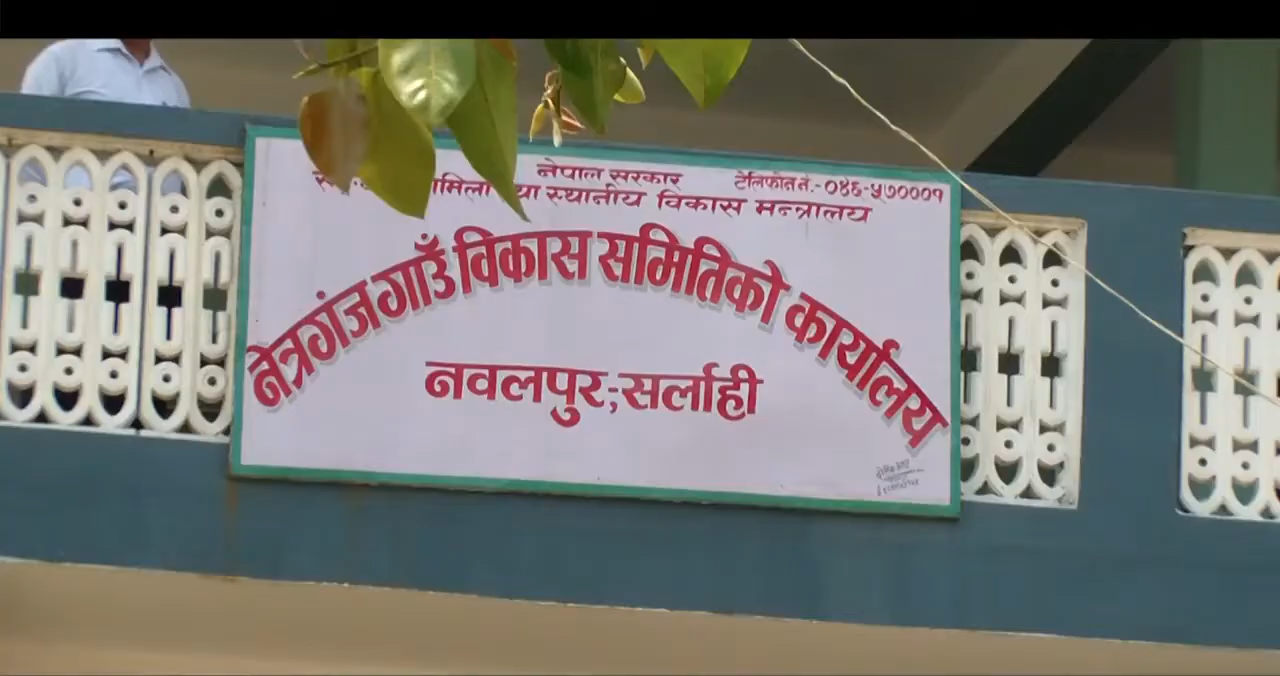 नेपाल सरकार टेलिफोन नं.-०४६-५७०००१
स्थानीय विकास मन्त्रालय
नेत्रगंज गाउँ विकास समितिको कार्यालय
नवलपुर,सर्लाही